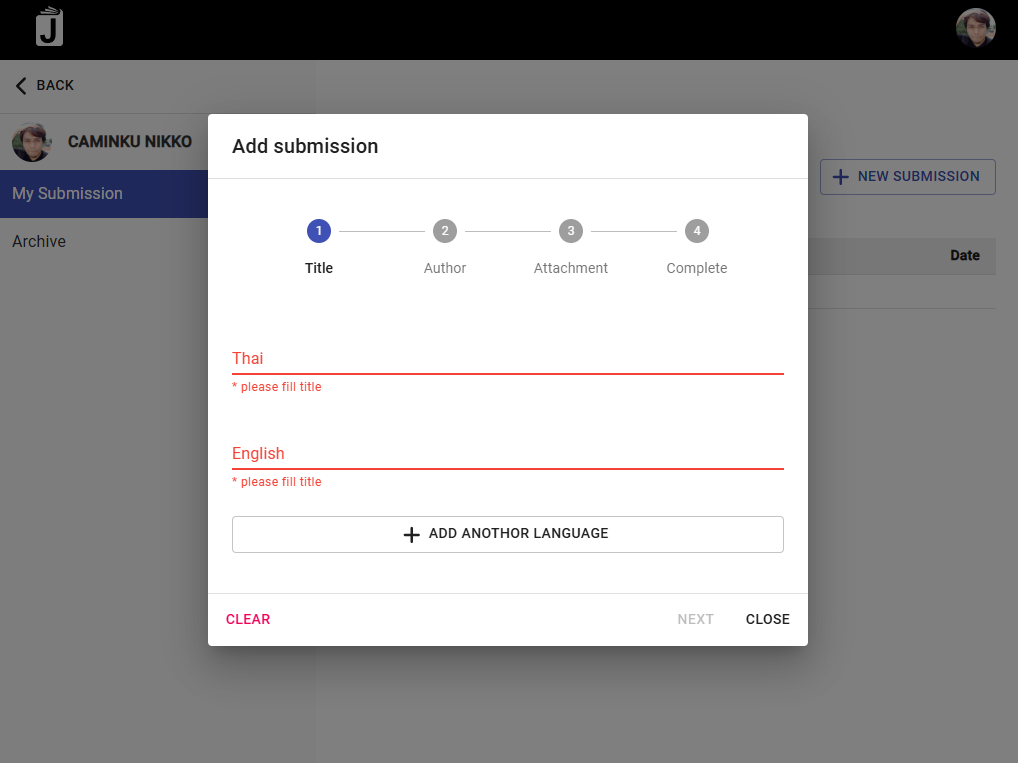 J
BACK
CAMINKU NIKKO
My Submission
Archive
NEW SUBMISSION
Date
Add submission
1 2 3 4
Title Author Attachment Complete
Thai
* please fill title
English
* please fill title
ADD ANOTHOR LANGUAGE
CLEAR NEXT CLOSE